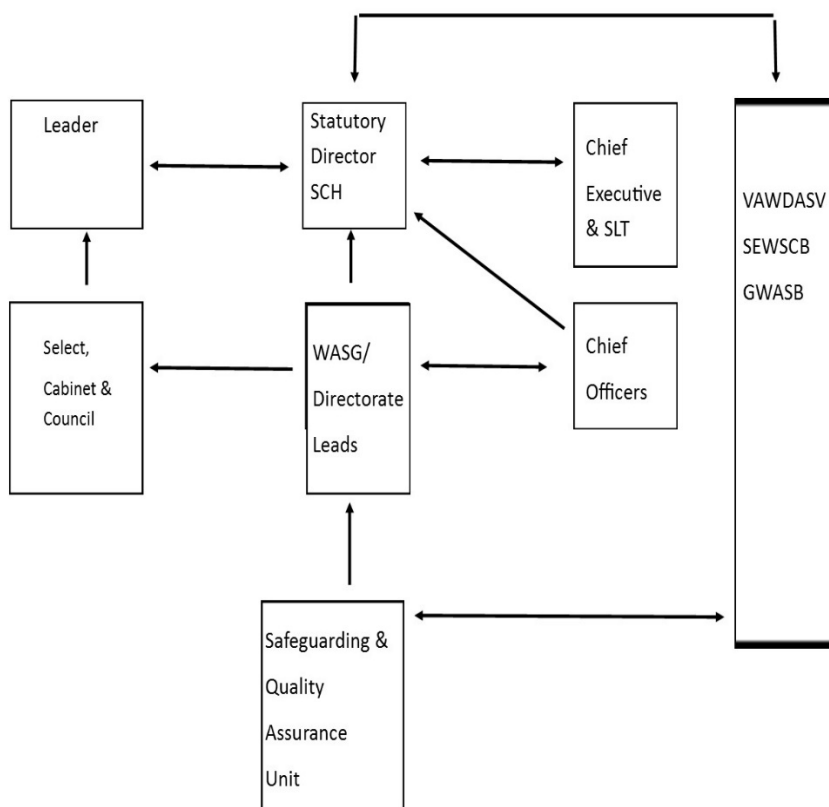 Leader
Statutory
Director
SCH
Chief
Executive
& SLT
VAWDASV
SEWSCB
GWASB
Select,
Cabinet &
Council
WASG/
Directorate
Leads
Chief
Officers
Safeguarding &
Quality
Assurance
Unit